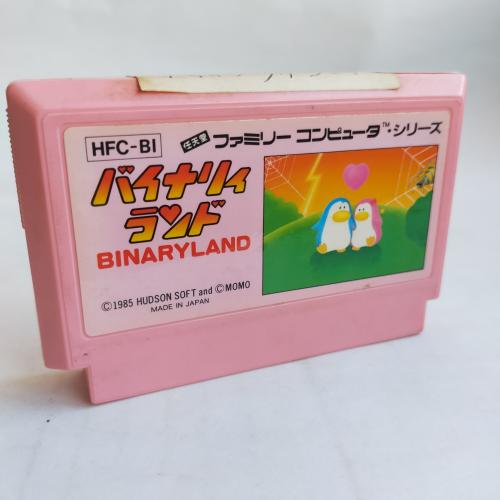 HFC-BI
任天堂 ファミリー コンピュータ™・シリーズ
バイナリィ
ランド
BINARYLAND
©1985 HUDSON SOFT and ©MOMO
MADE IN JAPAN